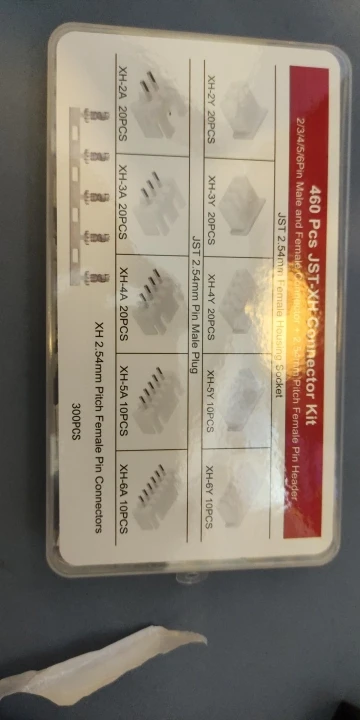 460 Pcs JST-XH Connector Kit
2/3/4/5/6Pin Male and Female Pitch Female Pin Header
JST 2.54mm Female Housing Socket
XH-2Y 20PCS XH-3Y 20PCS XH-4Y 20PCS XH-5Y 10PCS XH-6Y 10PCS
JST 2.54mm Pin Male Plug
XH-2A 20PCS XH-3A 20PCS XH-4A 20PCS XH-5A 10PCS XH-6A 10PCS
XH 2.54mm Pitch Female Pin Connectors
300PCS